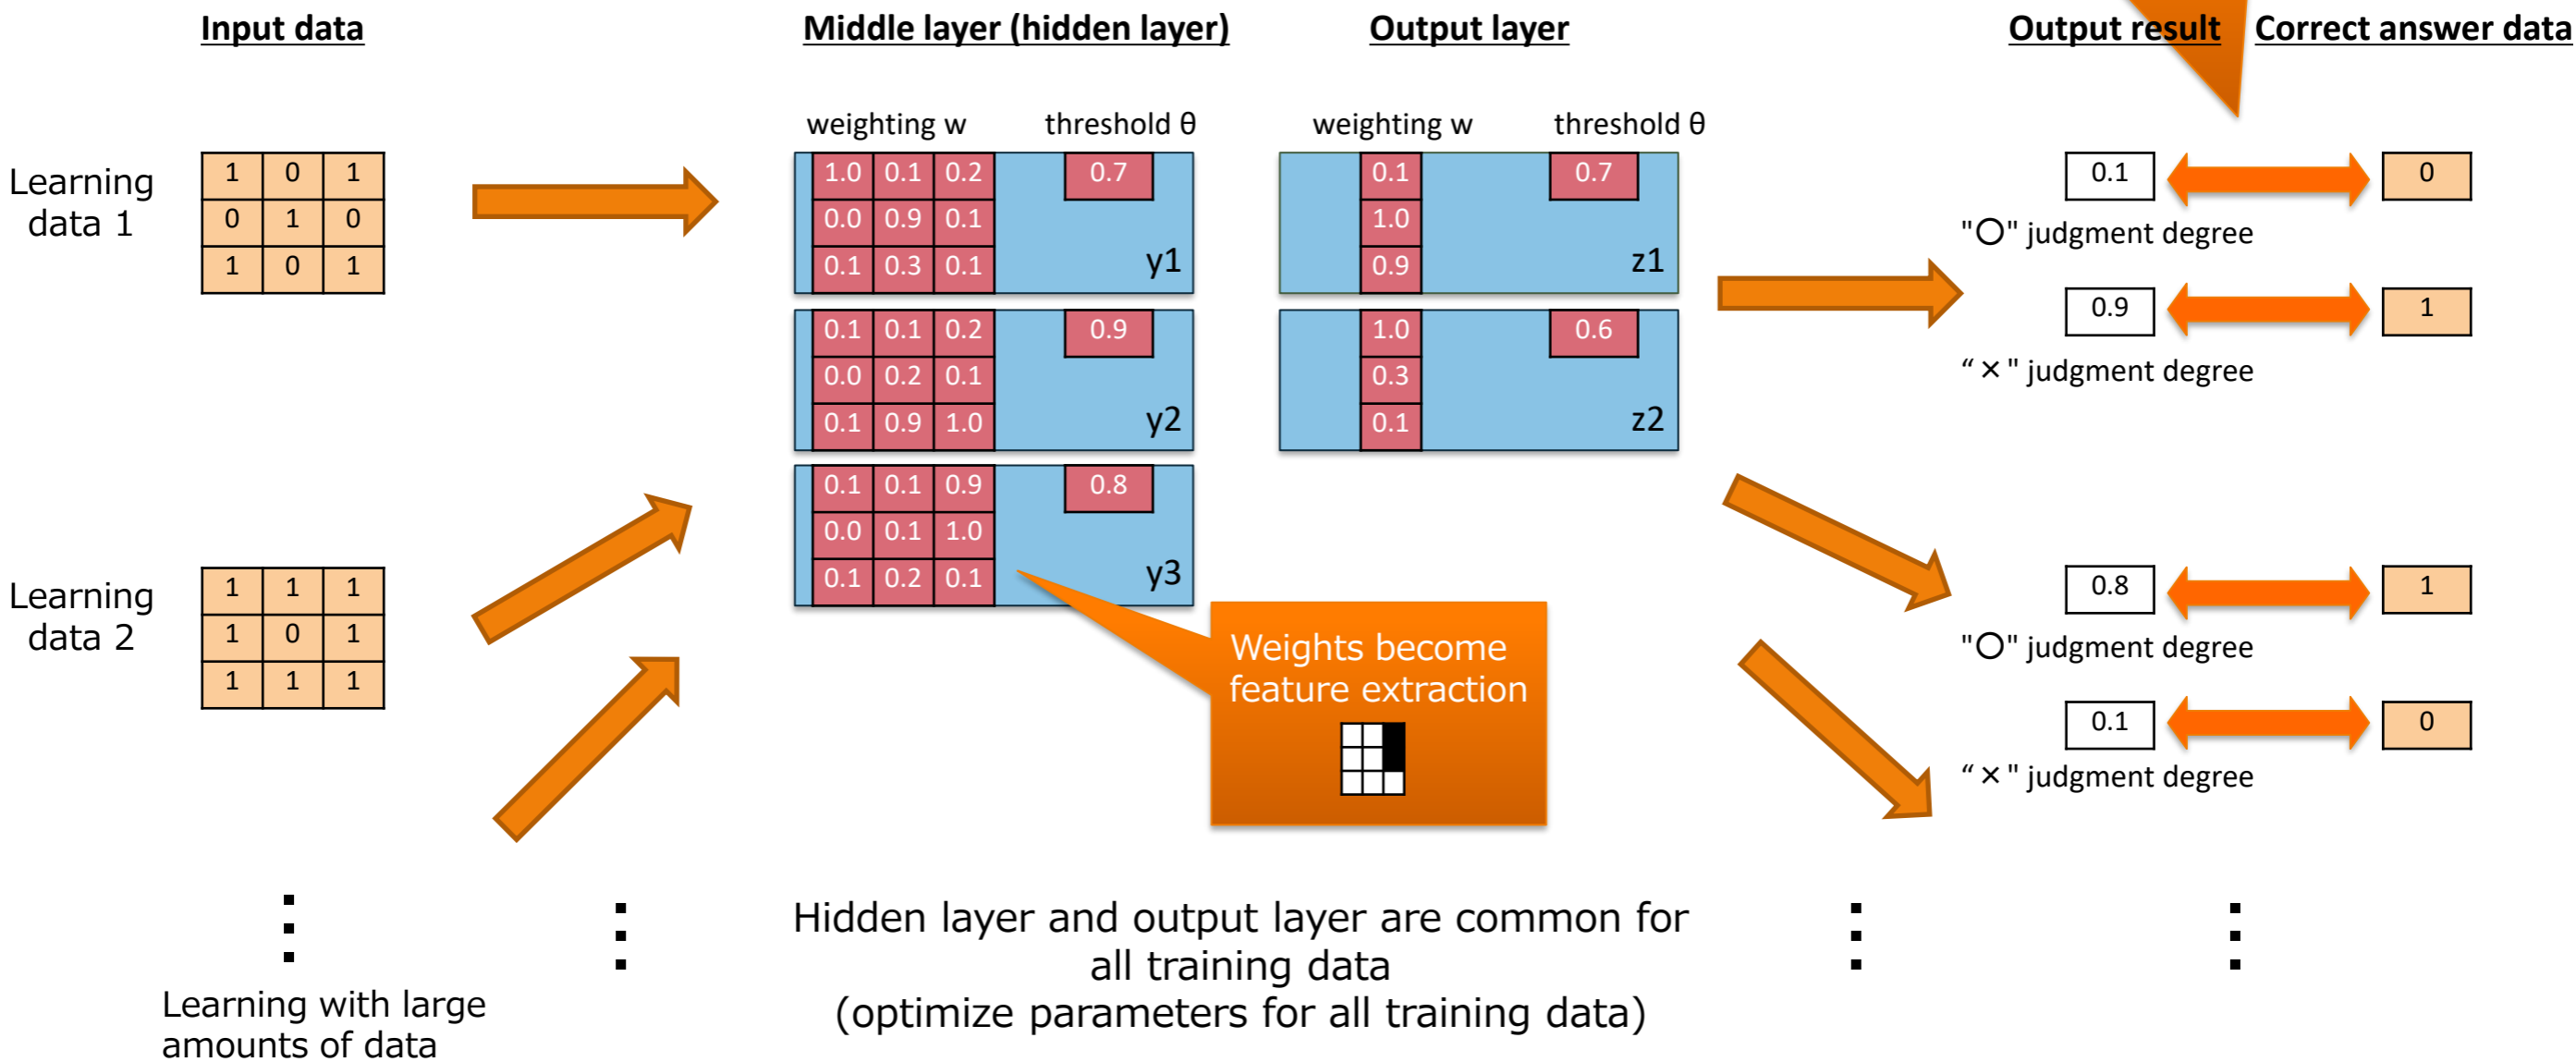 Input data
Middle layer (hidden layer)
Output layer
Output result
Correct answer data
weighting w
threshold θ
weighting w
threshold θ
Learning
data 1
1 0 1
0 1 0
1 0 1
1.0 0.1 0.2
0.0 0.9 0.1
0.1 0.3 0.1
0.7
y1
0.1 0.1 0.2
0.0 0.2 0.1
0.1 0.9 1.0
0.9
y2
0.1 0.1 0.9
0.0 0.1 1.0
0.1 0.2 0.1
0.8
y3
0.1
1.0
0.9
0.7
z1
1.0
0.3
0.1
0.6
z2
0.1 0
"〇" judgment degree
0.9 1
“×" judgment degree
Learning
data 2
1 1 1
1 0 1
1 1 1
Weights become
feature extraction
0.8 1
"〇" judgment degree
0.1 0
“×" judgment degree
Learning with large
amounts of data
Hidden layer and output layer are common for
all training data
(optimize parameters for all training data)